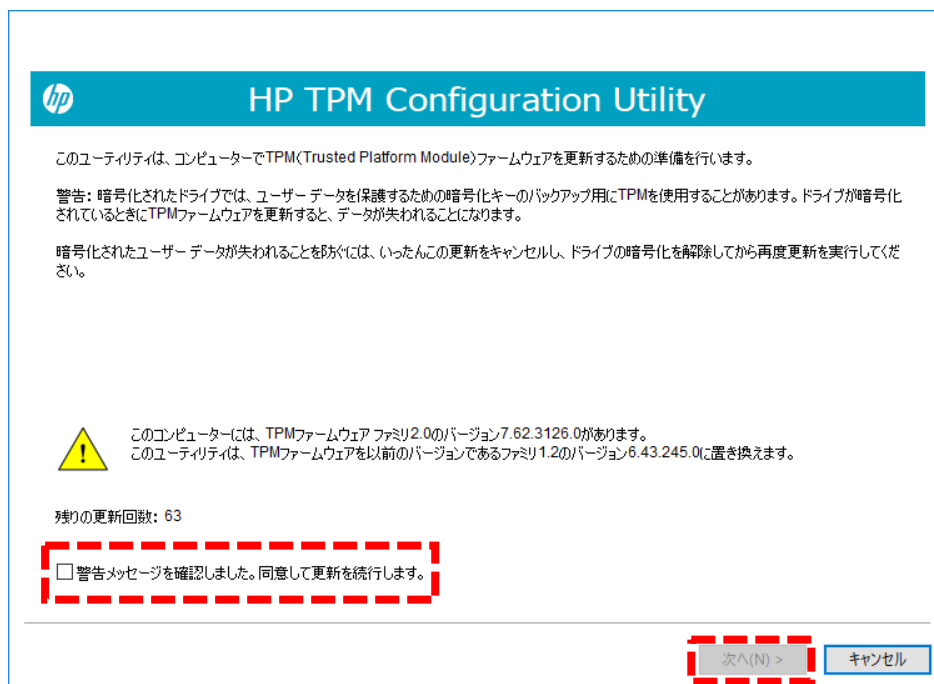 hp
HP TPM Configuration Utility
このユーティリティは、コンピューターでTPM(Trusted Platform Module)ファームウェアを更新するための準備を行います。
警告: 暗号化されたドライブでは、ユーザー データを保護するための暗号化キーのバックアップ用にTPMを使用することがあります。ドライブが暗号化
されているときにTPMファームウェアを更新すると、データが失われることになります。
暗号化されたユーザー データが失われることを防ぐには、いったんこの更新をキャンセルし、ドライブの暗号化を解除してから再度更新を実行してくだ
さい。
このコンピューターには、TPMファームウェア ファミリ2.0のバージョン7.62.3126.0があります。
このユーティリティは、TPMファームウェアを以前のバージョンであるファミリ1.2のバージョン6.43.245.0に置き換えます。
残りの更新回数: 63
警告メッセージを確認しました。同意して更新を続行します。
次へ(N) >
キャンセル